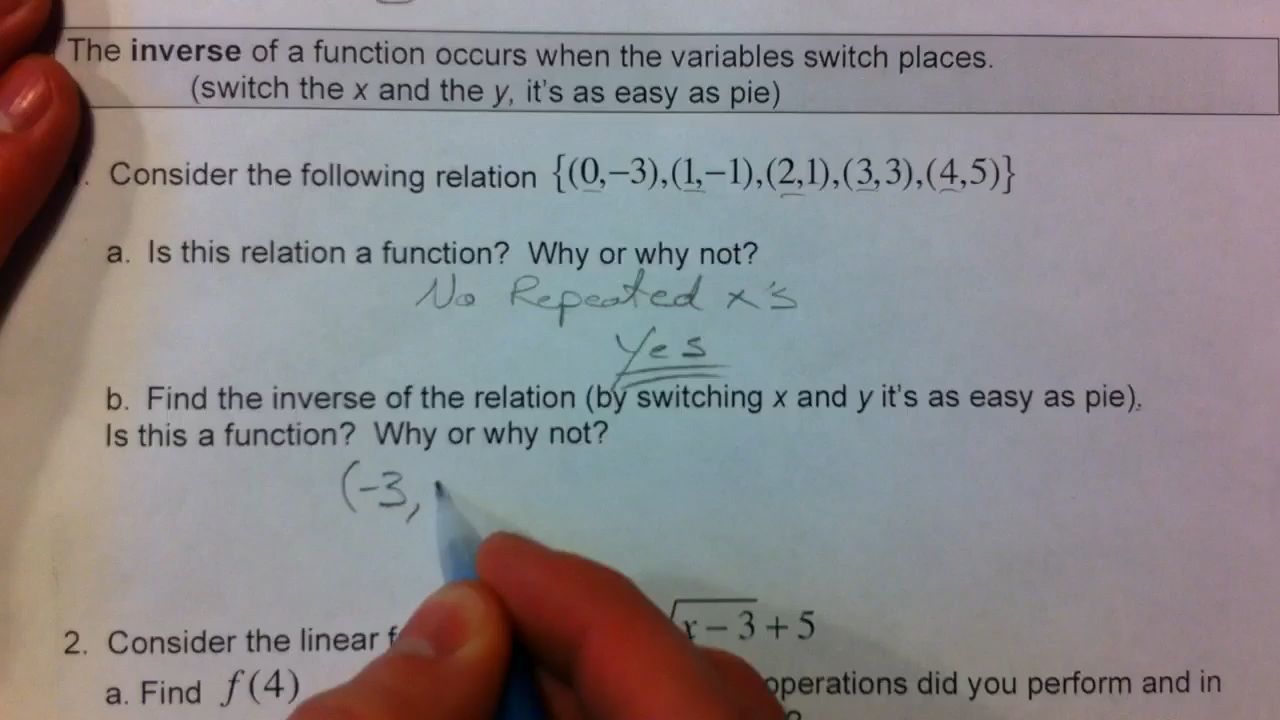 The inverse of a function occurs when the variables switch places.
(switch the x and the y, it's as easy as pie)
Consider the following relation {(0,−3),(1,−1),(2,1),(3,3),(4,5)}
a. Is this relation a function? Why or why not?
No Repeated x's
Yes
b. Find the inverse of the relation (by switching x and y it's as easy as pie).
Is this a function? Why or why not?
(-3,
2. Consider the linear √x−3+5
a. Find f(4) operations did you perform and in